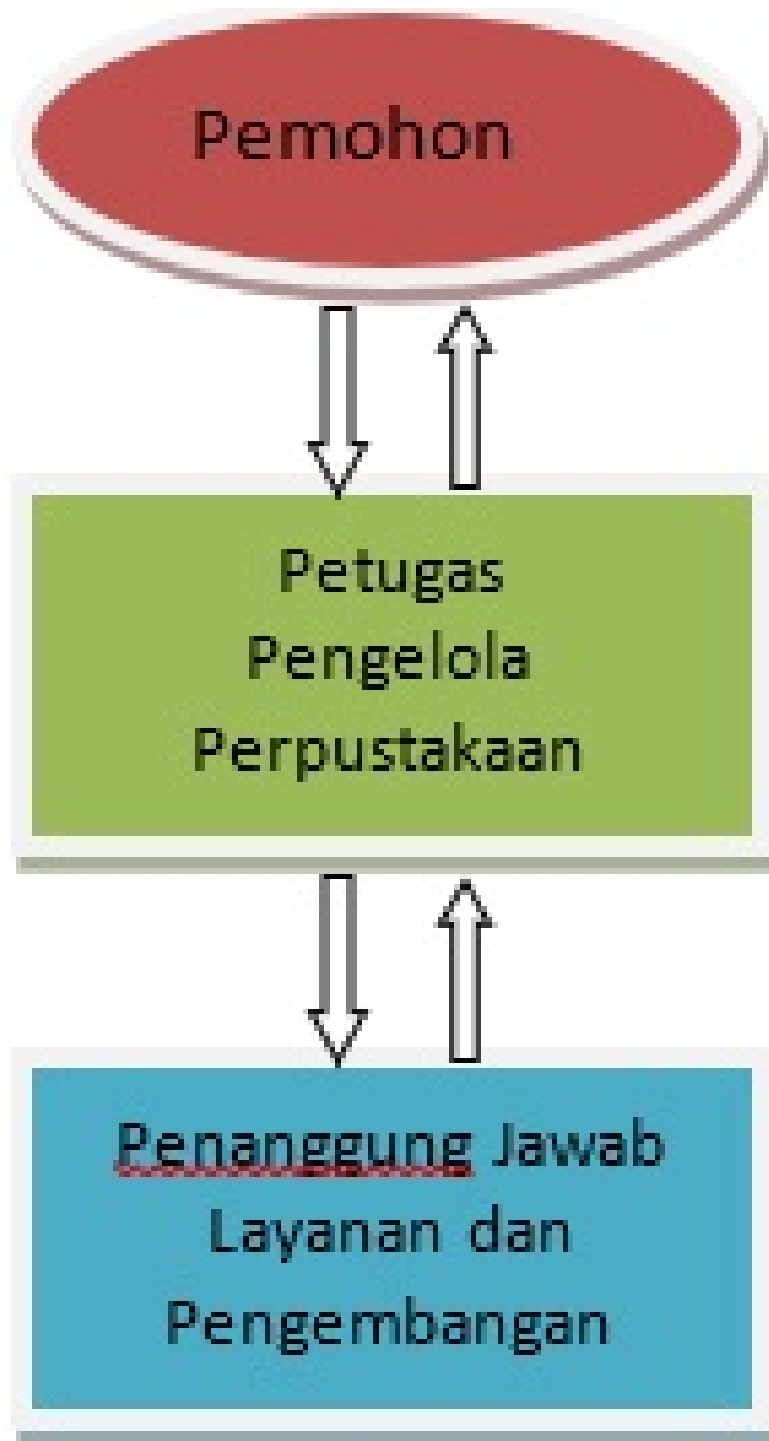 Pemohon
Petugas
Pengelola
Perpustakaan
Penanggung Jawab
Layanan dan
Pengembangan